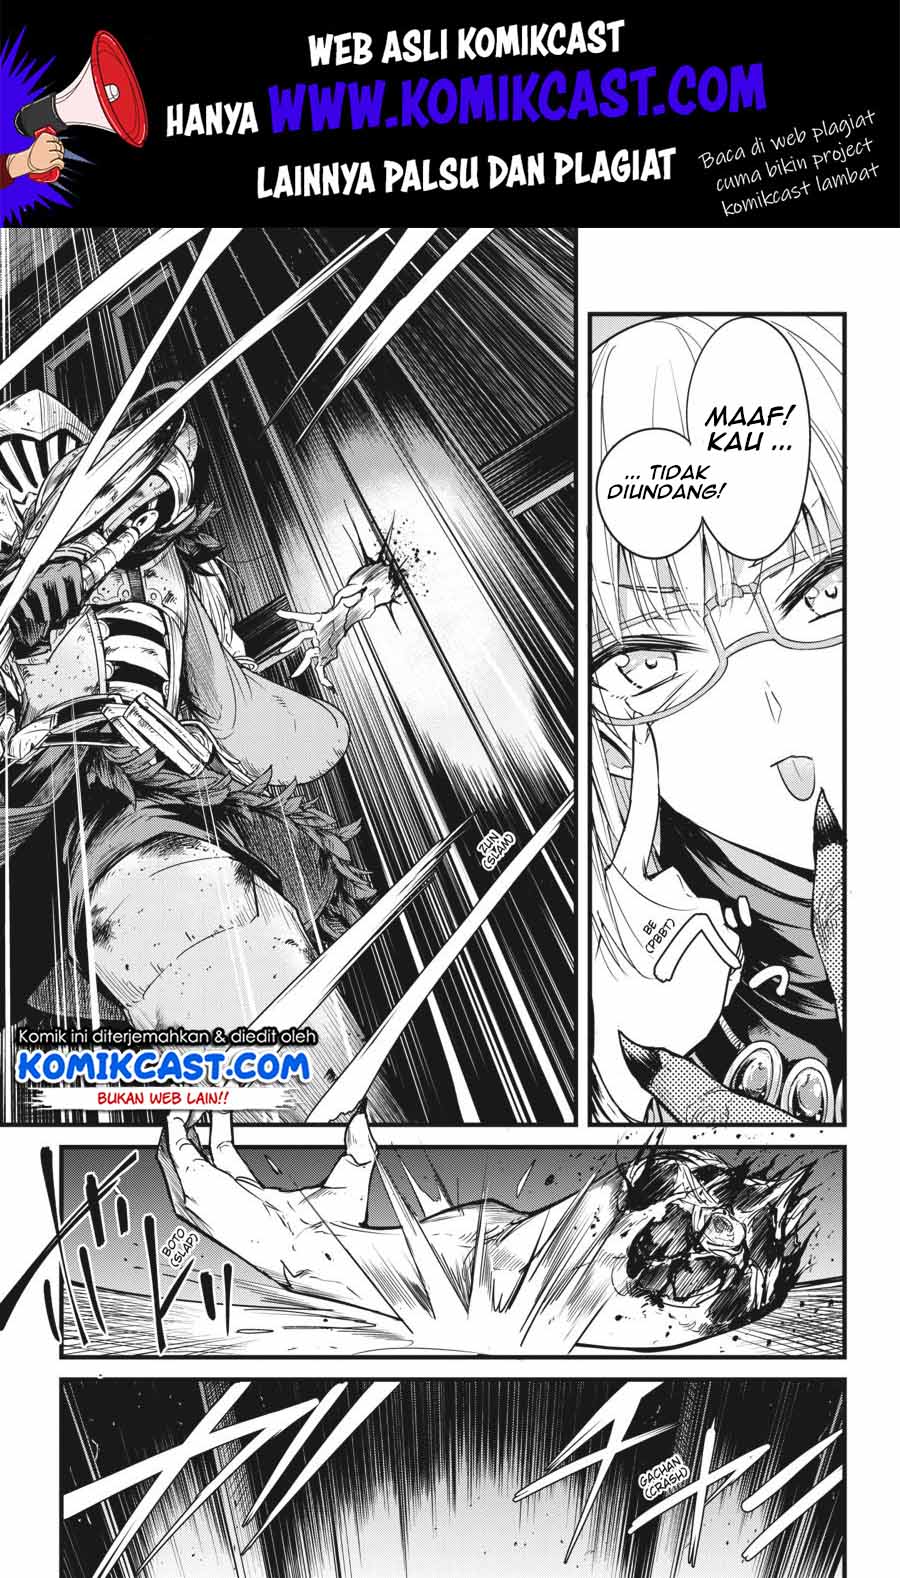 WEB ASLI KOMIKCAST
HANYA WWW.KOMIKCAST.COM
LAINNYA PALSU DAN PLAGIAT
Baca di web plagiat
cuma bikin project
komikcast lambat
MAAF!
KAU ...
... TIDAK
DIUNDANG!
ZUN
(SLAM)
BE
(PBBT)
べー
Komik ini diterjemahkan & diedit oleh
KOMIKCAST.COM
BUKAN WEB LAIN!!
BOTO
(SLAP)
GACHAN
(CRASH)